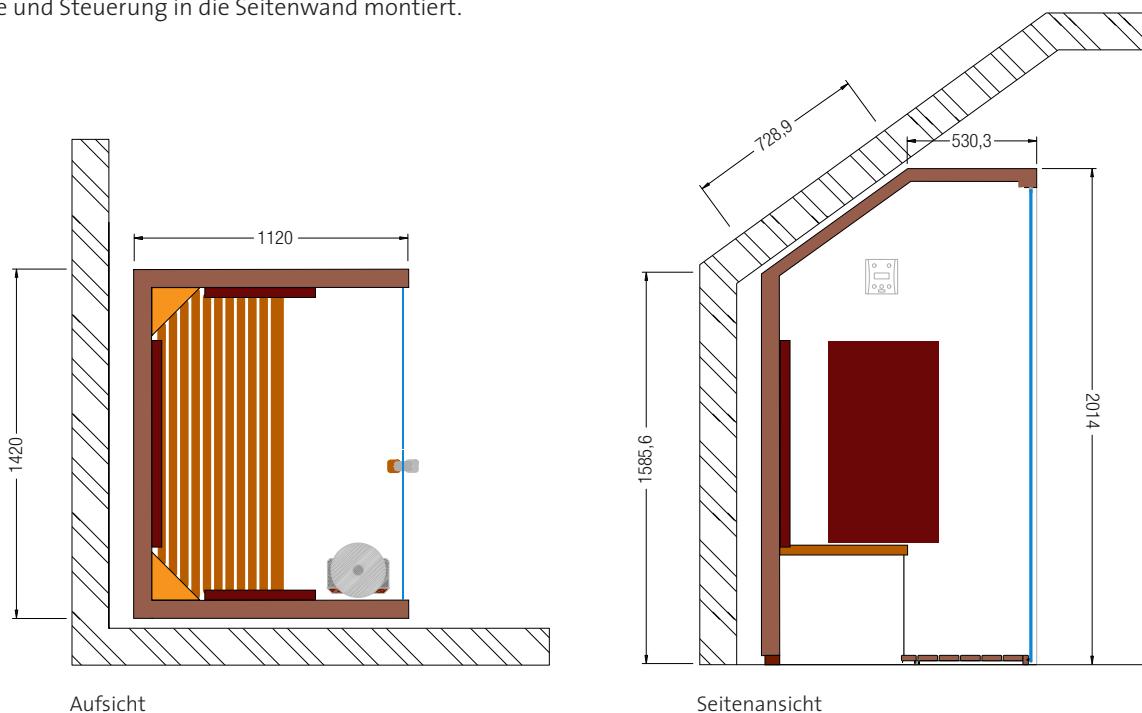 e und Steuerung in die Seitenwand montiert.
728,9
530,3
1120
1420
1585,6
2014
Aufsicht
Seitenansicht